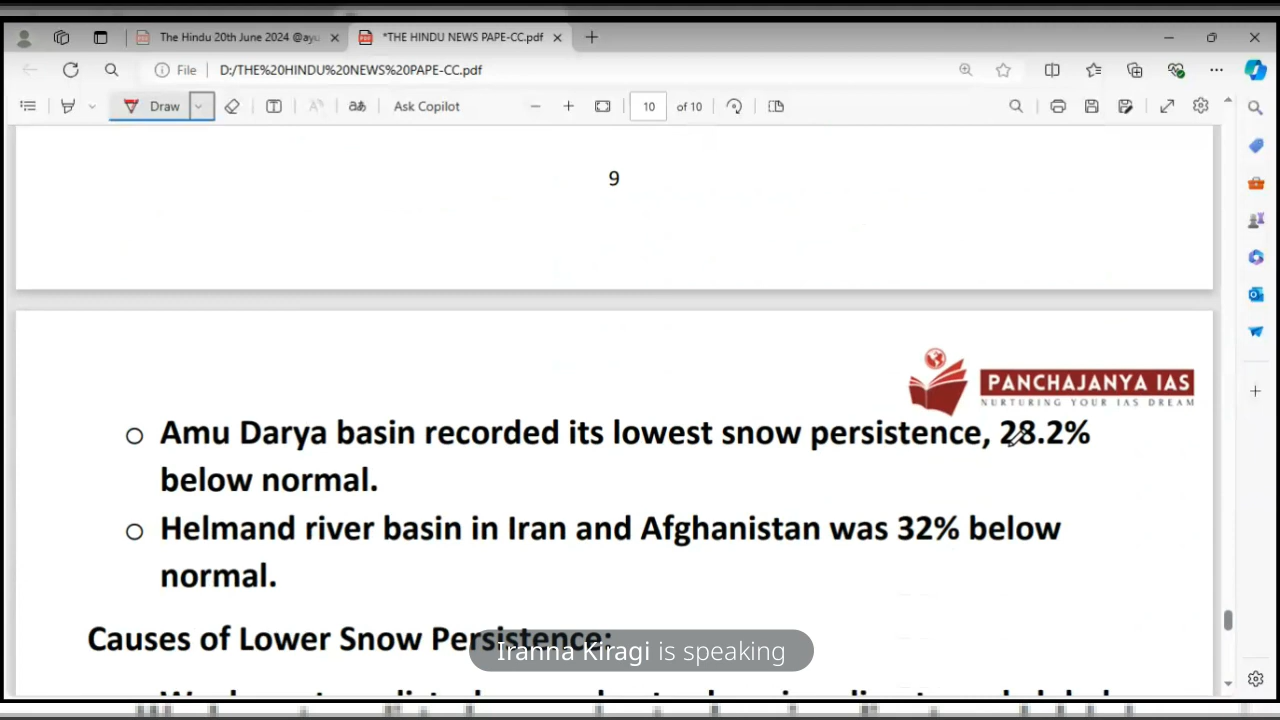 The Hindu 20th June 2024 @ayu
*THE HINDU NEWS PAPE-CC.pdf
File
D:/THE%20HINDU%20NEWS%20PAPE-CC.pdf
Draw
aあ
Ask Copilot
10 of 10
9
PANCHAJANYA IAS
NURTURING YOUR IAS DREAM
Amu Darya basin recorded its lowest snow persistence, 28.2%
below normal.
Helmand river basin in Iran and Afghanistan was 32% below
normal.
Causes of Lower Snow Persistence:
Iranna Kiragi is speaking